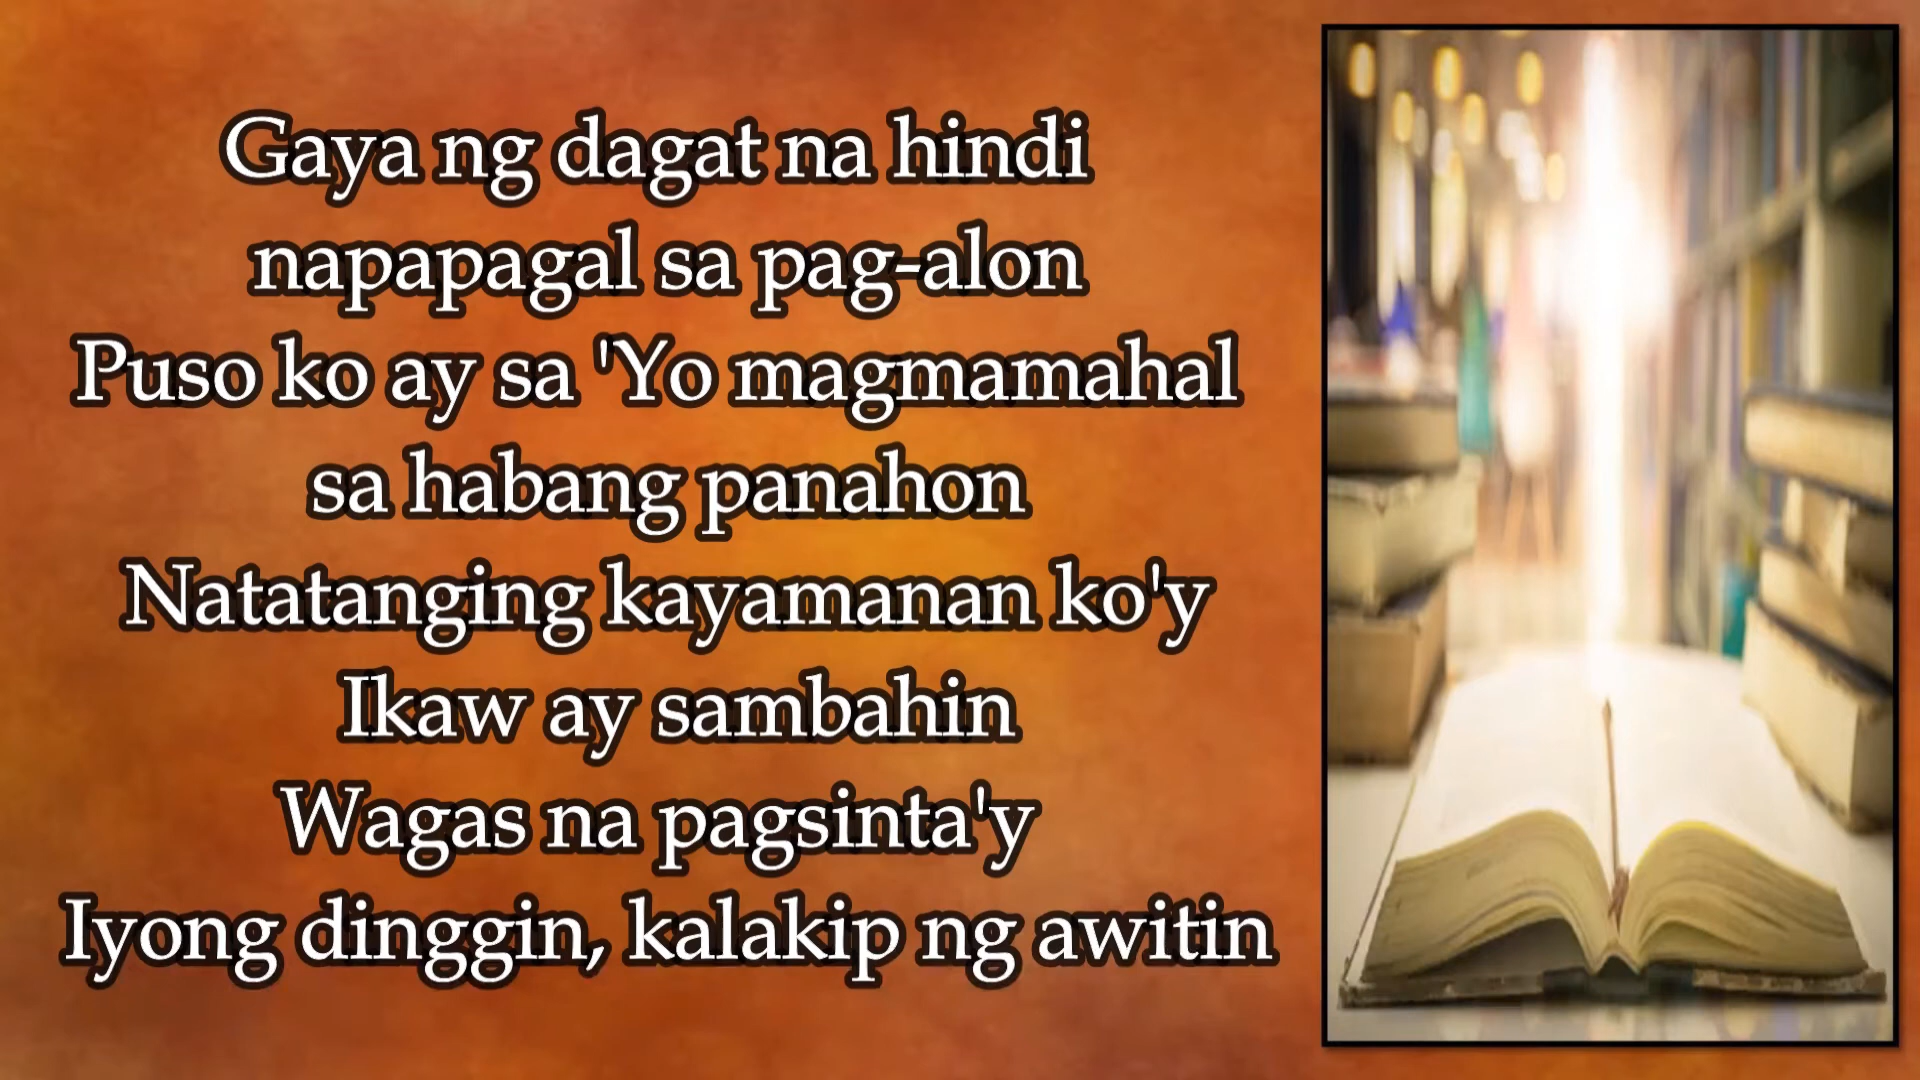 Gaya ng dagat na hindi
napapagal sa pag-alon
Puso ko ay sa 'Yo magmamahal
sa habang panahon
Natatanging kayamanan ko'y
Ikaw ay sambahin
Wagas na pagsinta'y
Iyong dinggin, kalakip ng awitin